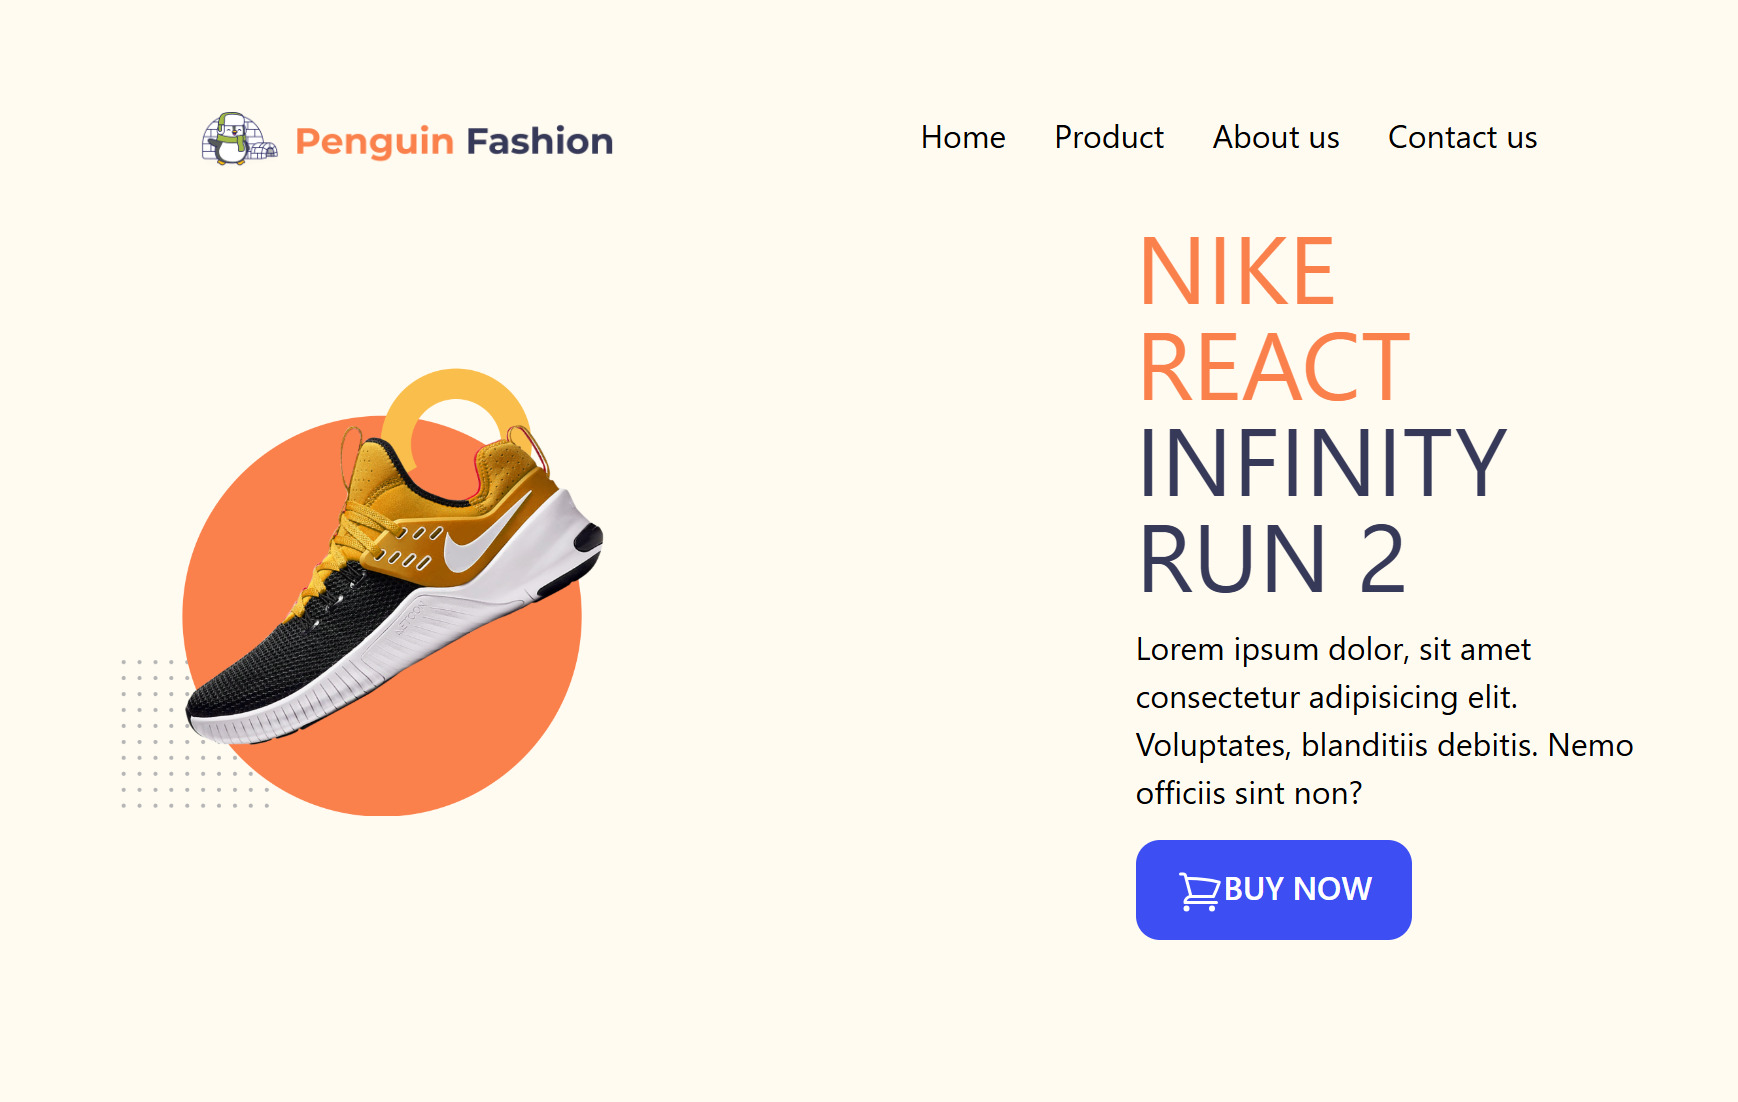 Penguin Fashion
Home Product About us Contact us
NIKE
REACT
INFINITY
RUN 2
Lorem ipsum dolor, sit amet
consectetur adipisicing elit.
Voluptates, blanditiis debitis. Nemo
officiis sint non?
BUY NOW